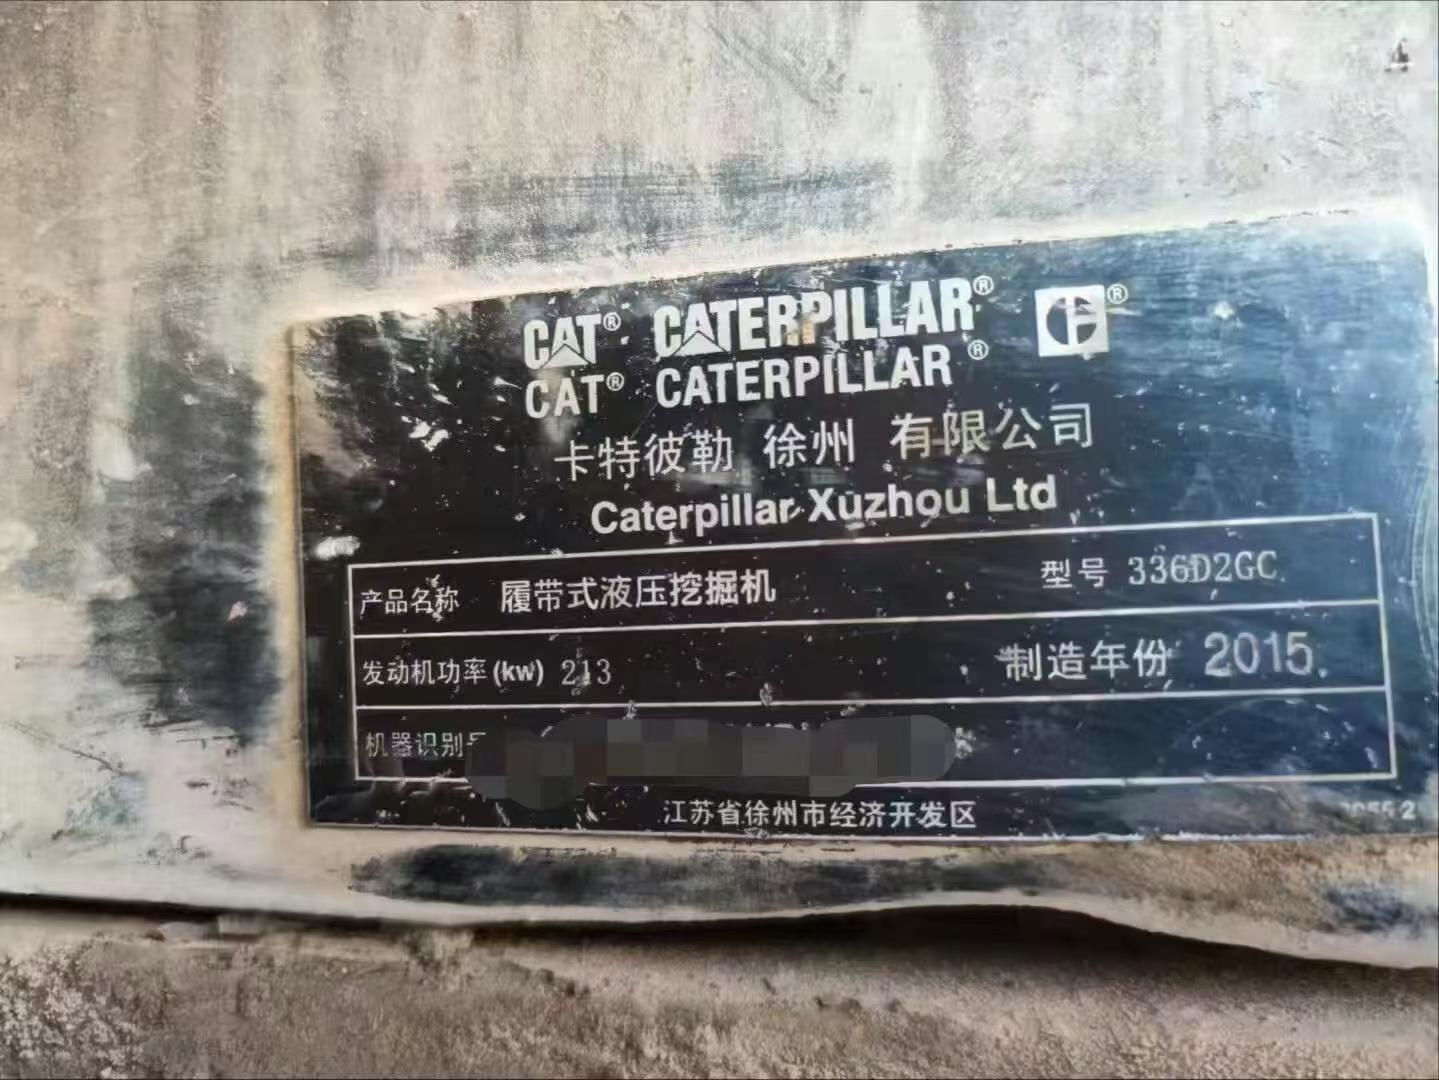 CAT® CATERPILLAR®
CAT® CATERPILLAR®
卡特彼勒 徐州 有限公司
Caterpillar Xuzhou Ltd
产品名称 履带式液压挖掘机 型号 336D2GC
发动机功率(kw) 213 制造年份 2015
机器识别号
江苏省徐州市经济开发区